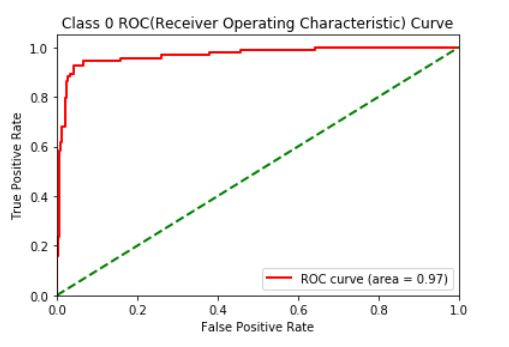 Class 0 ROC(Receiver Operating Characteristic) Curve
True Positive Rate
1.0
0.8
0.6
0.4
0.2
0.0
ROC curve (area = 0.97)
0.0 0.2 0.4 0.6 0.8 1.0
False Positive Rate